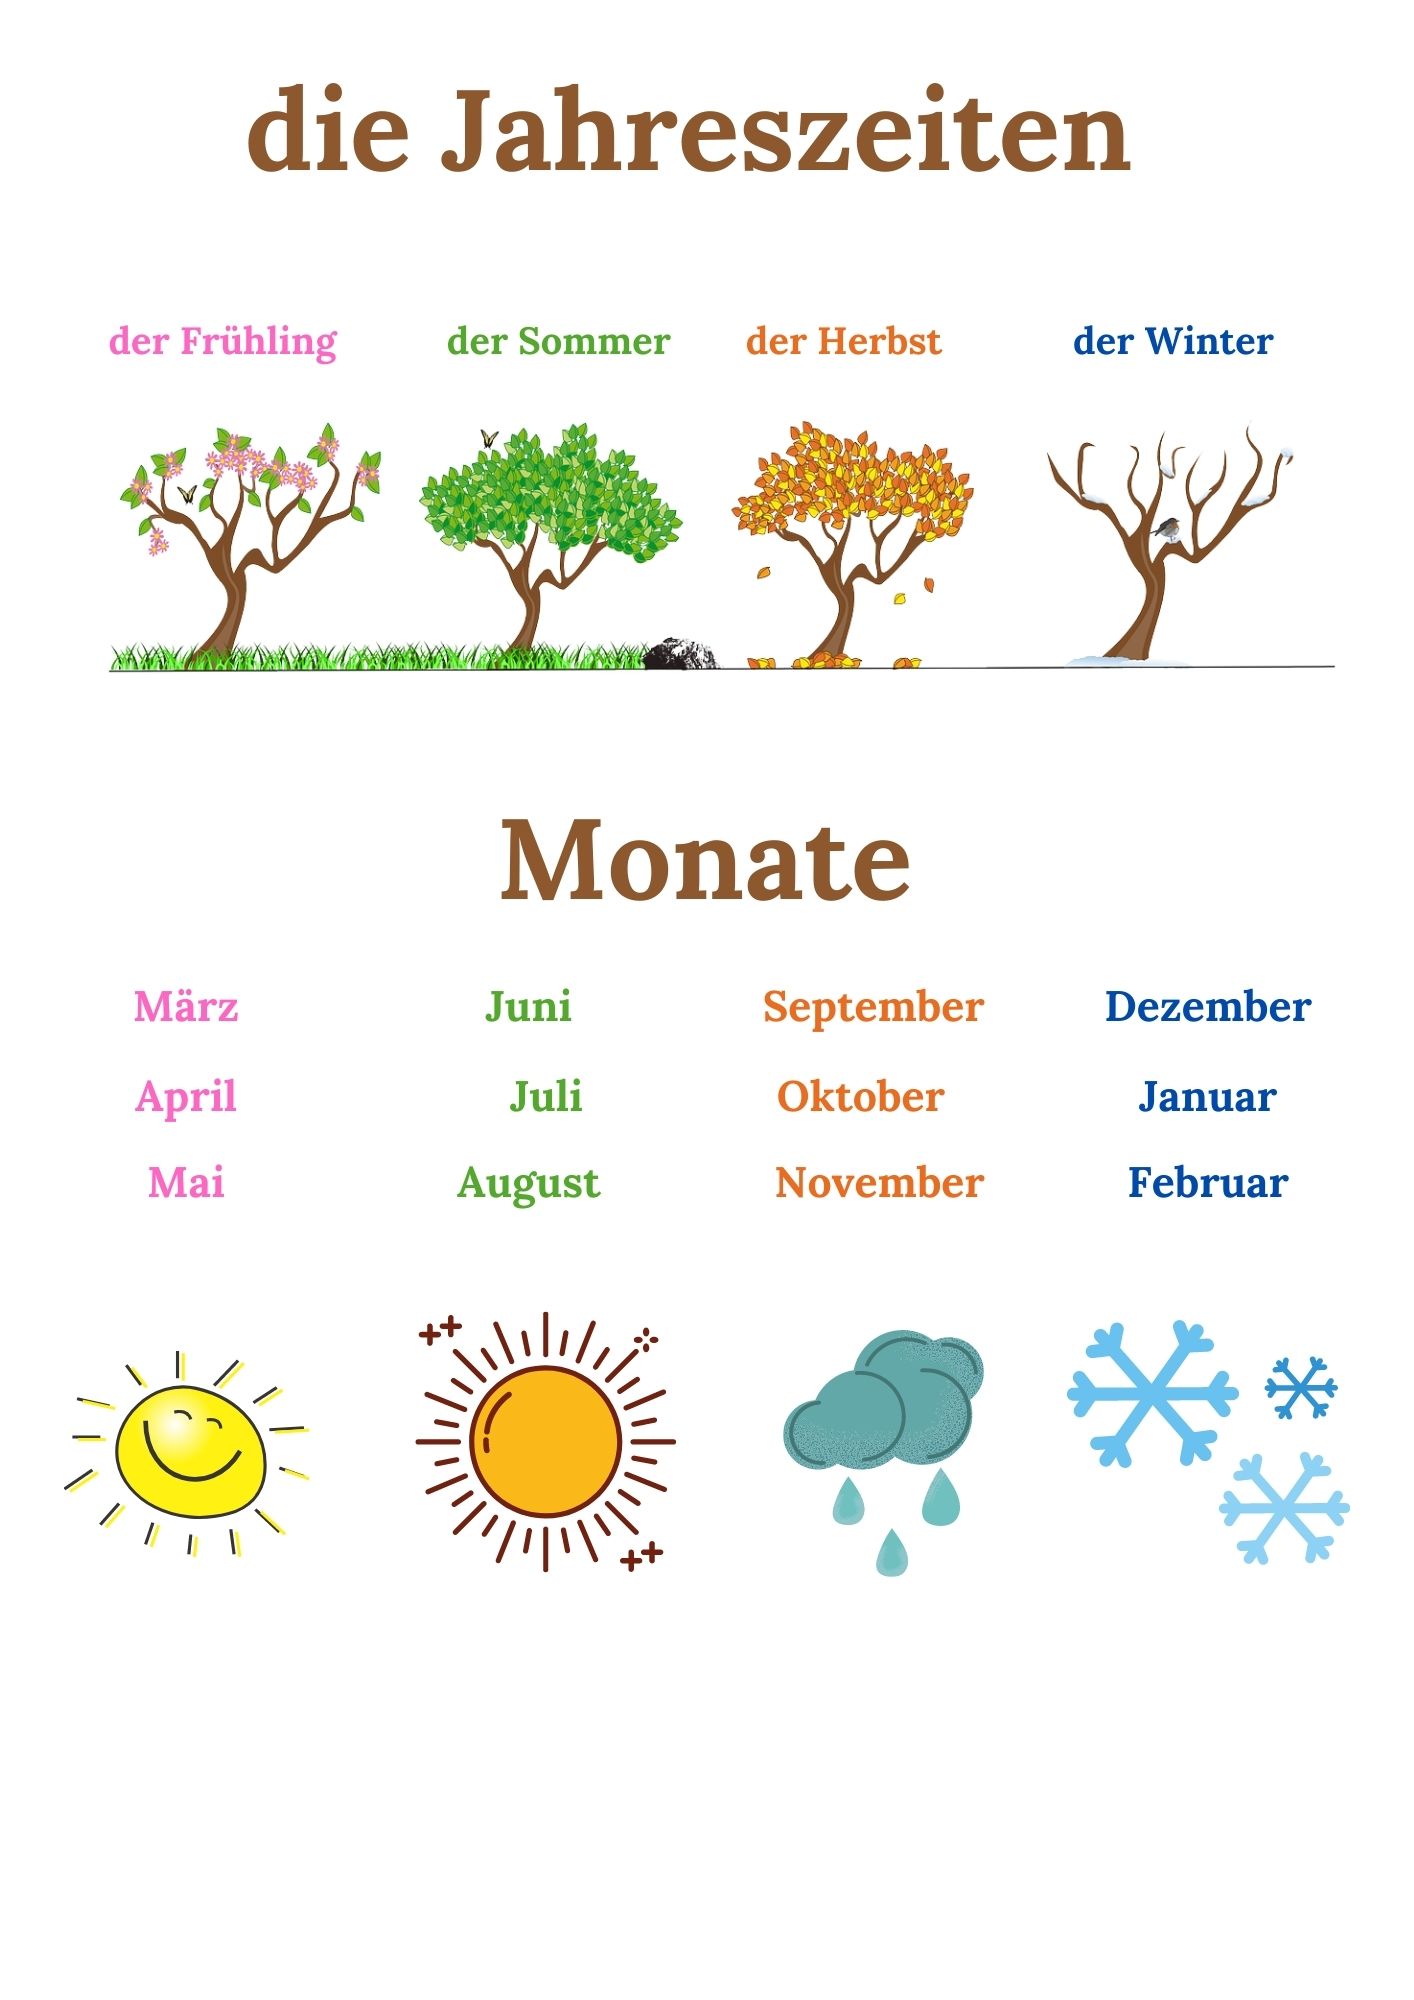 die Jahreszeiten
der Frühling der Sommer der Herbst der Winter
Monate
März Juni September Dezember
April Juli Oktober Januar
Mai August November Februar